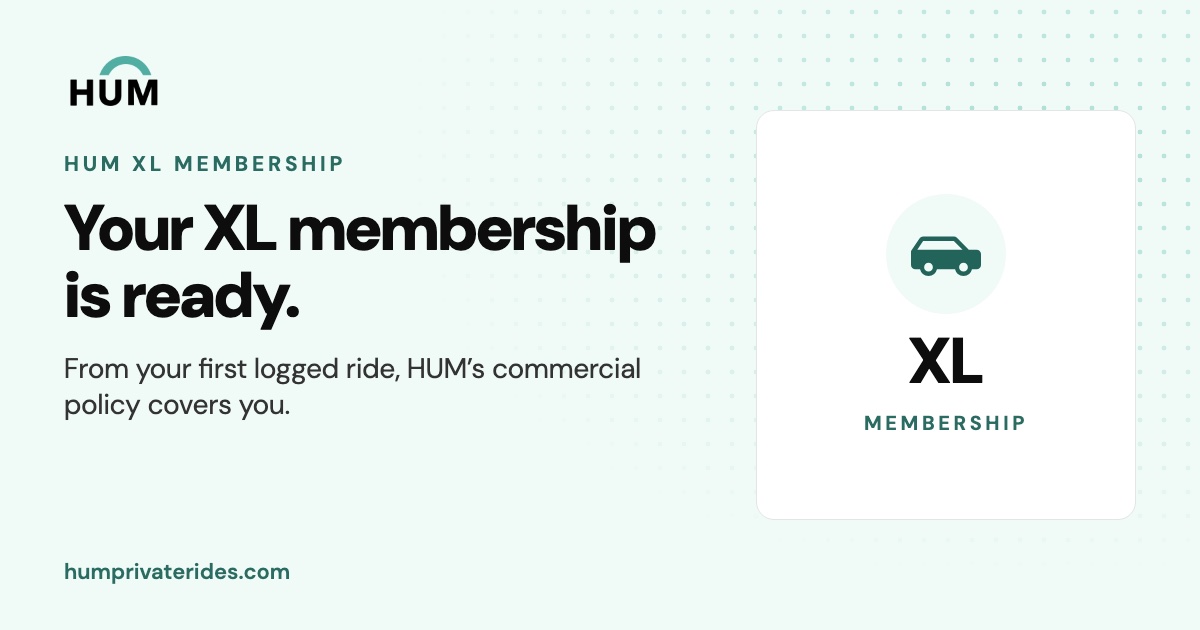 HUM
HUM XL MEMBERSHIP
Your XL membership
is ready.
From your first logged ride, HUM’s commercial
policy covers you.
humprivaterides.com
XL
MEMBERSHIP